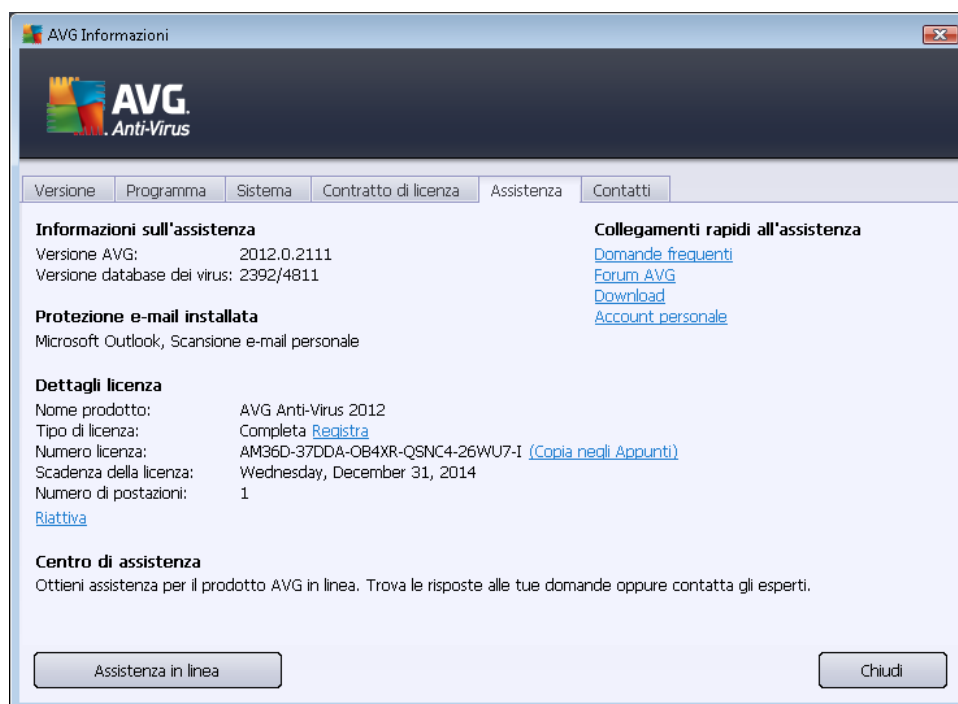 AVG Informazioni
AVG.
Anti-Virus
Versione Programma Sistema Contratto di licenza Assistenza Contatti
Informazioni sull'assistenza
Versione AVG: 2012.0.2111
Versione database dei virus: 2392/4811
Protezione e-mail installata
Microsoft Outlook, Scansione e-mail personale
Dettagli licenza
Nome prodotto: AVG Anti-Virus 2012
Tipo di licenza: Completa Registra
Numero licenza: AM36D-37DDA-OB4XR-QSNC4-26WU7-I (Copia negli Appunti)
Scadenza della licenza: Wednesday, December 31, 2014
Numero di postazioni: 1
Riattiva
Collegamenti rapidi all'assistenza
Domande frequenti
Forum AVG
Download
Account personale
Centro di assistenza
Ottieni assistenza per il prodotto AVG in linea. Trova le risposte alle tue domande oppure contatta gli esperti.
Assistenza in linea
Chiudi